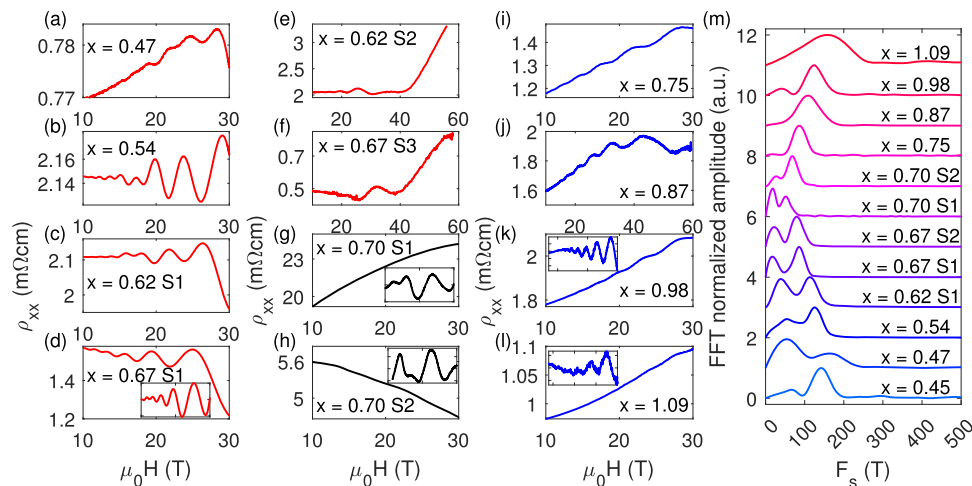 (a)
x = 0.47
0.78
0.77
10 20 30
(b)
x = 0.54
2.16
2.14
10 20 30
(c)
2.1
2
x = 0.62 S1
10 20 30
(d)
x = 0.67 S1
1.4
1.2
10 20 30
ρxx (mΩcm)
μ0H (T)
(e)
x = 0.62 S2
3
2.5
2
20 40 60
(f)
x = 0.67 S3
0.7
0.5
20 40 60
(g)
x = 0.70 S1
23
20
10 20 30
(h)
5.6
5
x = 0.70 S2
10 20 30
ρxx (mΩcm)
μ0H (T)
(i)
1.4
1.3
1.2
x = 0.75
10 20 30
(j)
2
1.9
1.8
1.7
1.6
1.5
x = 0.87
20 40 60
(k)
2
1.8
x = 0.98
10 20 30
(l)
1.1
1.05
1
x = 1.09
10 20 30
ρxx (mΩcm)
μ0H (T)
(m)
12
10
8
6
4
2
0
x = 1.09
x = 0.98
x = 0.87
x = 0.75
x = 0.70 S2
x = 0.70 S1
x = 0.67 S2
x = 0.67 S1
x = 0.62 S1
x = 0.54
x = 0.47
x = 0.45
0 100 200 300 400 500
FFT normalized amplitude (a.u.)
Fs (T)